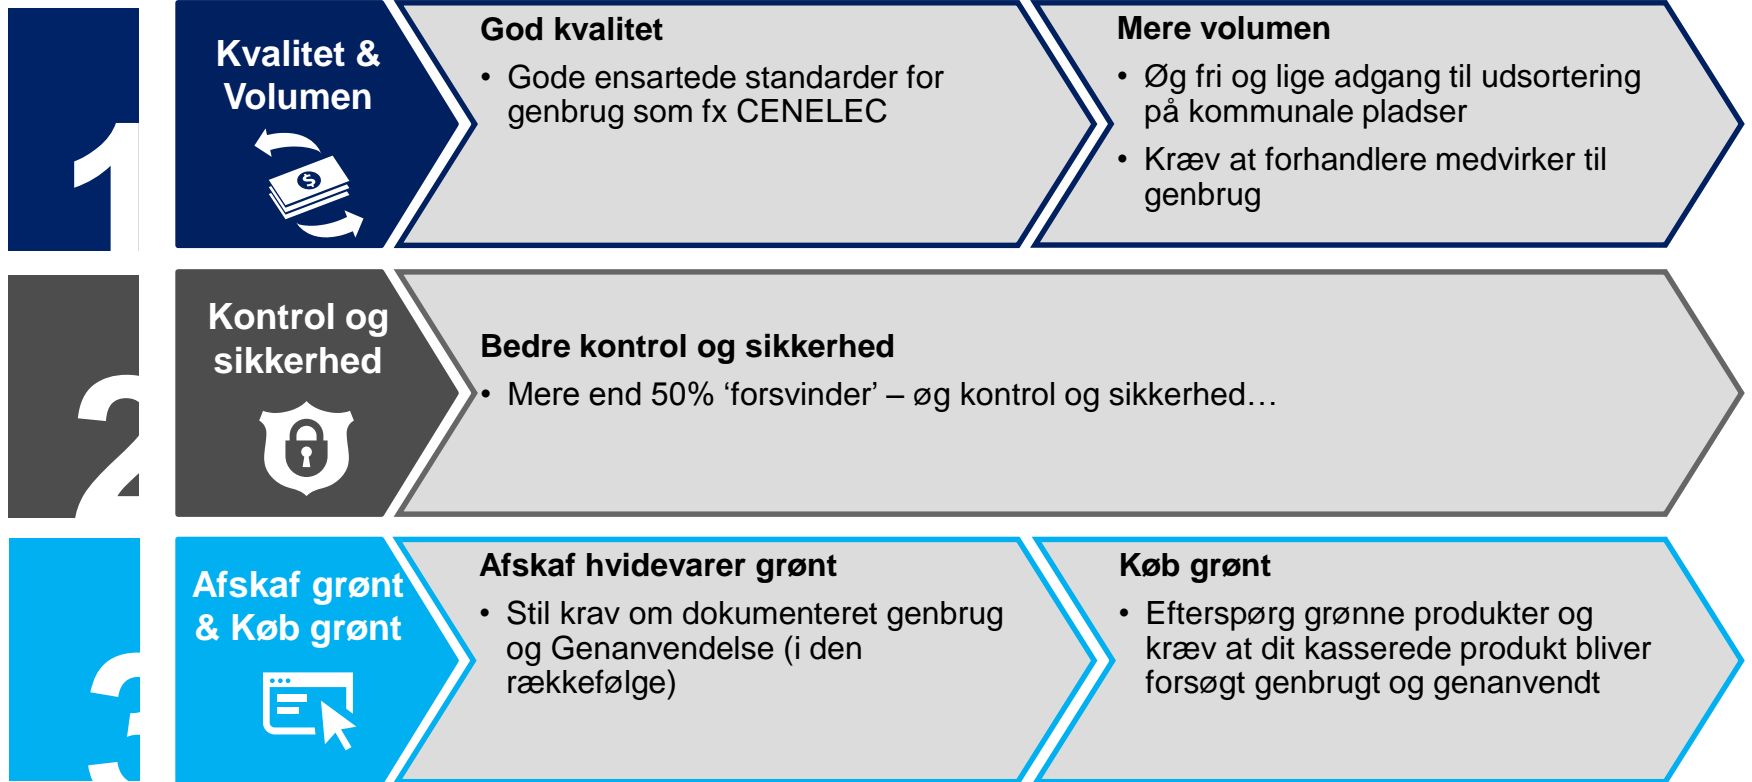 1
Kvalitet &
Volumen
God kvalitet
• Gode ensartede standarder for
genbrug som fx CENELEC
Mere volumen
• Øg fri og lige adgang til udsortering
på kommunale pladser
• Kræv at forhandlere medvirker til
genbrug
2
Kontrol og
sikkerhed
Bedre kontrol og sikkerhed
• Mere end 50% ‘forsvinder’ – øg kontrol og sikkerhed…
3
Afskaf grønt
& Køb grønt
Afskaf hvidevarer grønt
• Stil krav om dokumenteret genbrug
og Genanvendelse (i den
rækkefølge)
Køb grønt
• Efterspørg grønne produkter og
kræv at dit kasserede produkt bliver
forsøgt genbrugt og genanvendt